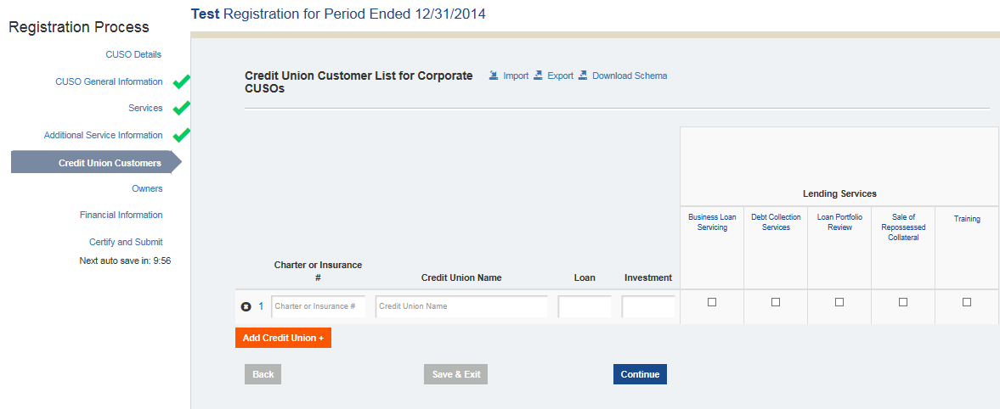 Test Registration for Period Ended 12/31/2014
Registration Process
CUSO Details
CUSO General Information
Services
Additional Service Information
Credit Union Customers
Owners
Financial Information
Certify and Submit
Next auto save in: 9:56
Credit Union Customer List for Corporate
CUSOs
Import Export Download Schema
Lending Services
Business Loan
Servicing
Debt Collection
Services
Loan Portfolio
Review
Sale of
Repossessed
Collateral
Training
Charter or Insurance
#
Credit Union Name
Loan
Investment
1 Charter or Insurance # Credit Union Name
Add Credit Union +
Back Save & Exit Continue